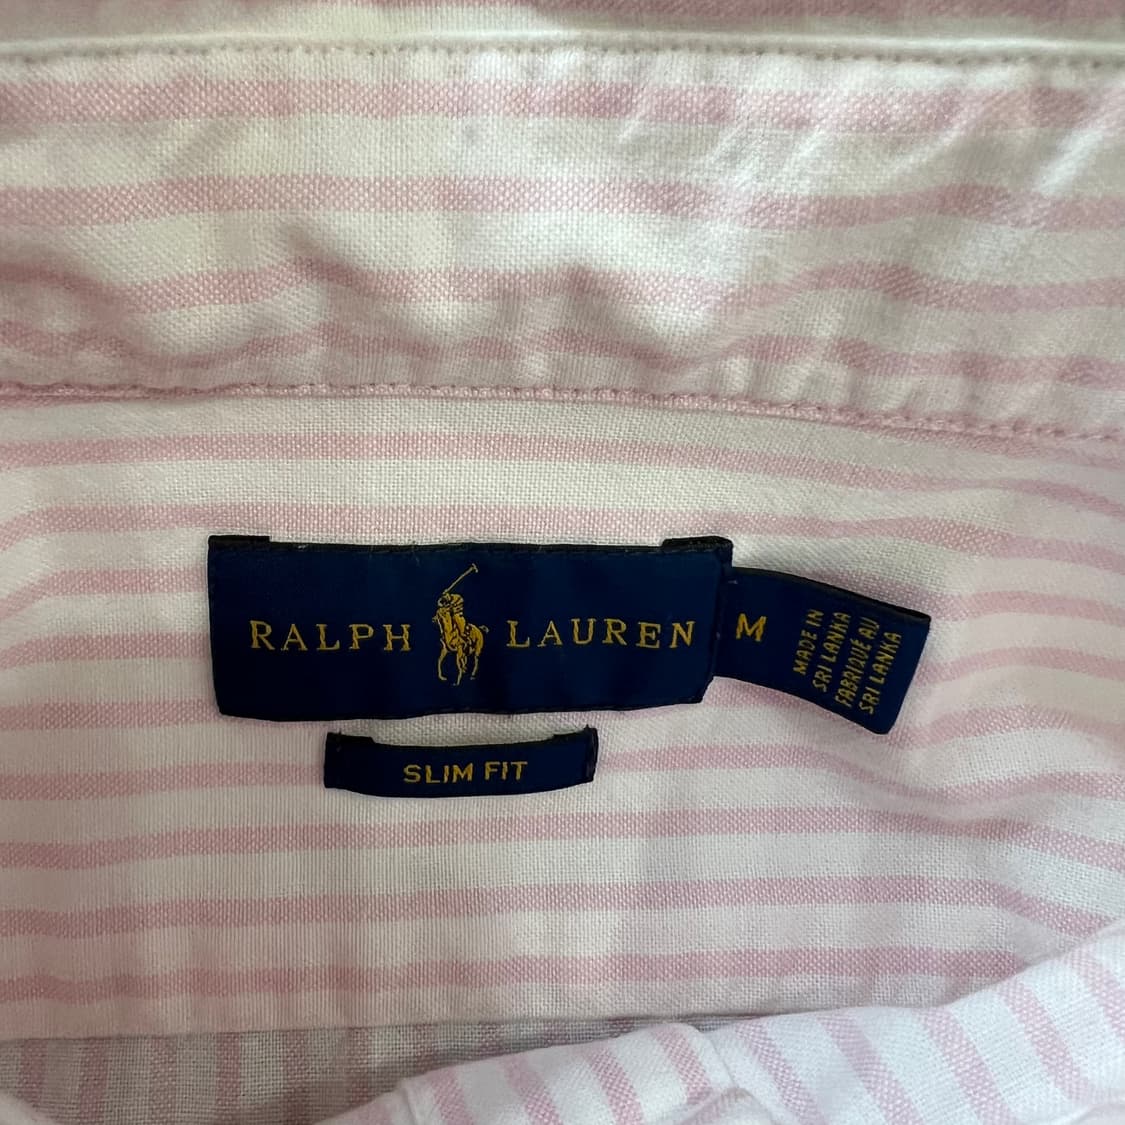 RALPH LAUREN
M
MADE IN
SRI LANKA
FABRIQUÉ AU
SRI LANKA
SLIM FIT